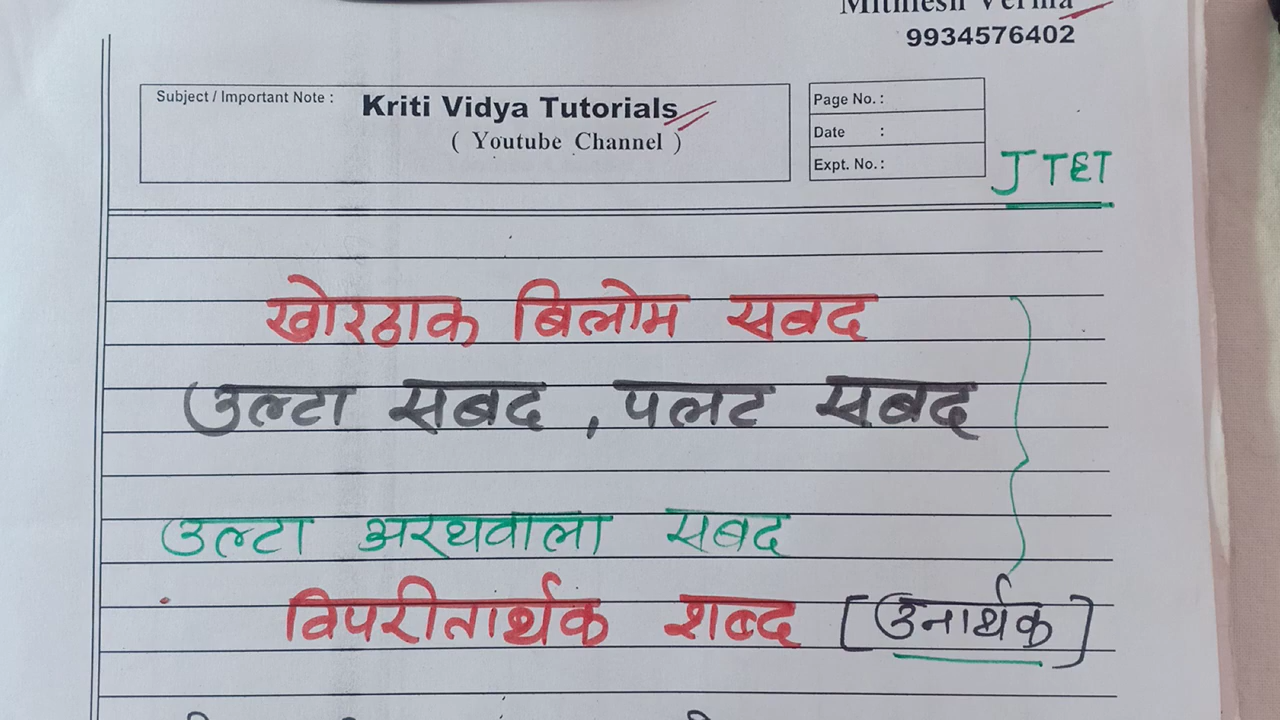 Mithlesh Verma
9934576402
Subject / Important Note :
Kriti Vidya Tutorials
( Youtube Channel )
Page No. :
Date :
Expt. No. :
JTET
खोरठाक बिलोम सबद
उल्टा सबद , पलट सबद
उल्टा अरथवाला सबद
विपरीतार्थक शब्द [ उनार्थक ]